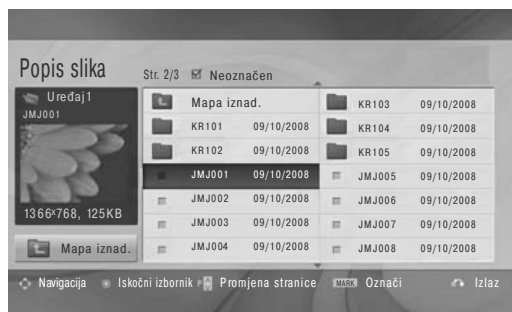 Popis slika
Str. 2/3 Neoznačen
Uređaj1
JMJ001
1366x768, 125KB
Mapa iznad.
Mapa iznad.
KR101 09/10/2008
KR102 09/10/2008
JMJ001 09/10/2008
JMJ002 09/10/2008
JMJ003 09/10/2008
JMJ004 09/10/2008
KR103 09/10/2008
KR104 09/10/2008
KR105 09/10/2008
JMJ005 09/10/2008
JMJ006 09/10/2008
JMJ007 09/10/2008
JMJ008 09/10/2008
Navigacija Iskočni izbornik P Promjena stranice MARK Označi Izlaz